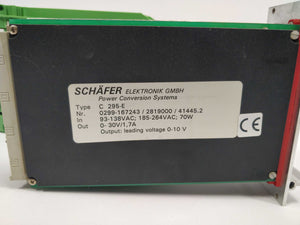 SCHÄFER ELEKTRONIK GMBH
Power Conversion Systems
Type C 295-E
Nr. 0299-167243 / 2819000 / 41445.2
In 93-138VAC; 185-264VAC; 70W
Out 0- 30V/1,7A
Output: leading voltage 0-10 V
CE